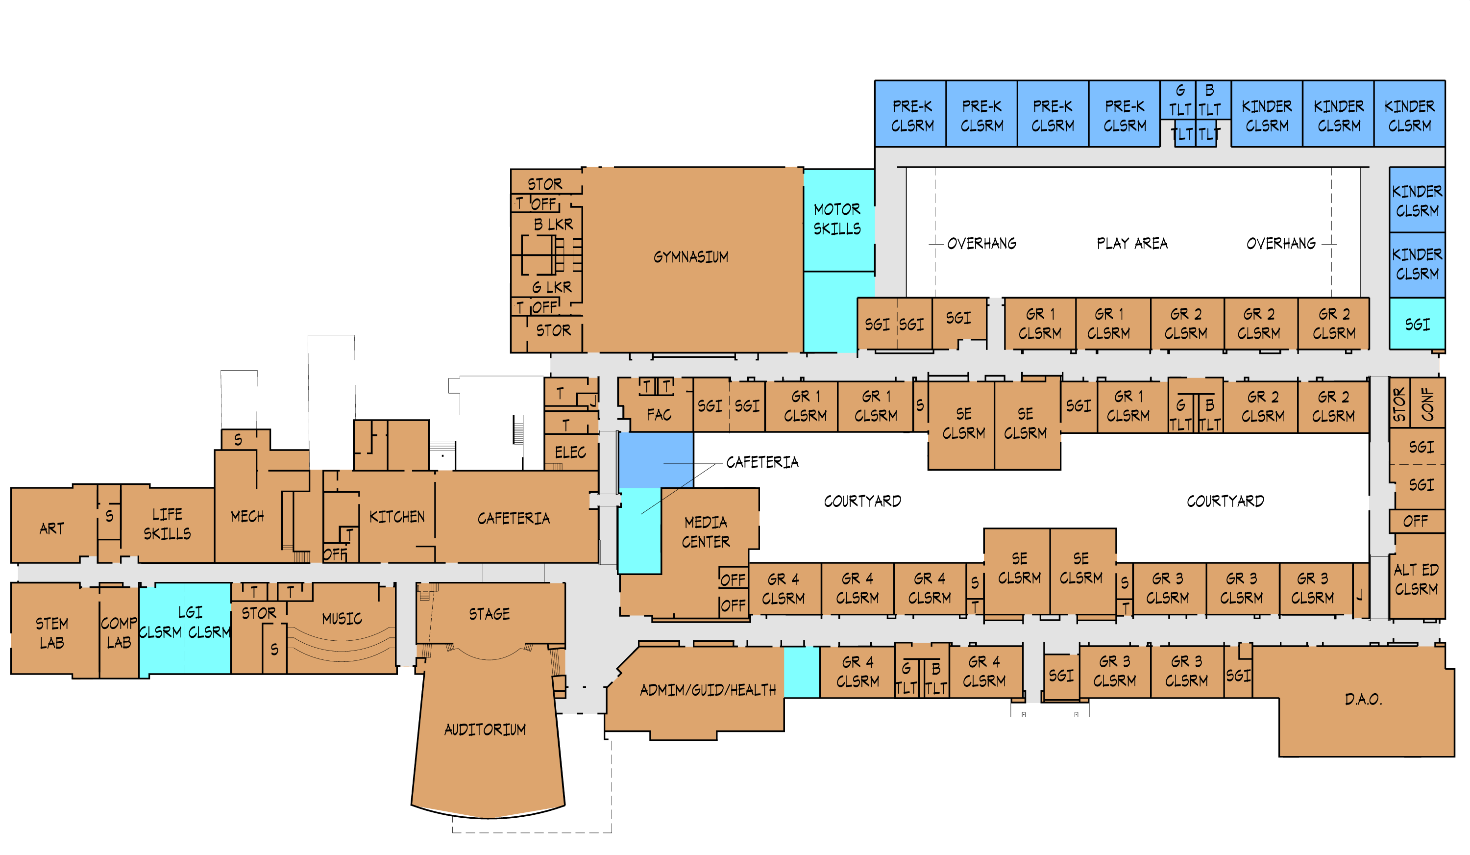 PRE-K CLSRM
PRE-K CLSRM
PRE-K CLSRM
PRE-K CLSRM
G TLT
B TLT
TLT
TLT
KINDER CLSRM
KINDER CLSRM
KINDER CLSRM
STOR
T
OFF
B LKR
G LKR
T
OFF
STOR
GYMNASIUM
MOTOR SKILLS
OVERHANG
PLAY AREA
OVERHANG
KINDER CLSRM
KINDER CLSRM
SGI
SGI
SGI
SGI
GR 1 CLSRM
GR 1 CLSRM
GR 2 CLSRM
GR 2 CLSRM
GR 2 CLSRM
T
T
ELEC
T
T
FAC
SGI
SGI
GR 1 CLSRM
GR 1 CLSRM
S
SE CLSRM
SE CLSRM
SGI
GR 1 CLSRM
G TLT
B TLT
GR 2 CLSRM
GR 2 CLSRM
STOR
CONF
SGI
SGI
OFF
ALT ED CLSRM
CAFETERIA
COURTYARD
COURTYARD
S
ART
S
LIFE SKILLS
MECH
T
OFF
KITCHEN
CAFETERIA
MEDIA CENTER
OFF
OFF
GR 4 CLSRM
GR 4 CLSRM
GR 4 CLSRM
S
T
SE CLSRM
SE CLSRM
S
T
GR 3 CLSRM
GR 3 CLSRM
GR 3 CLSRM
J
STEM LAB
COMP LAB
LGI
CLSRM CLSRM
T
T
STOR
S
MUSIC
STAGE
AUDITORIUM
ADMIM/GUID/HEALTH
GR 4 CLSRM
G TLT
B TLT
GR 4 CLSRM
SGI
GR 3 CLSRM
GR 3 CLSRM
SGI
D.A.O.